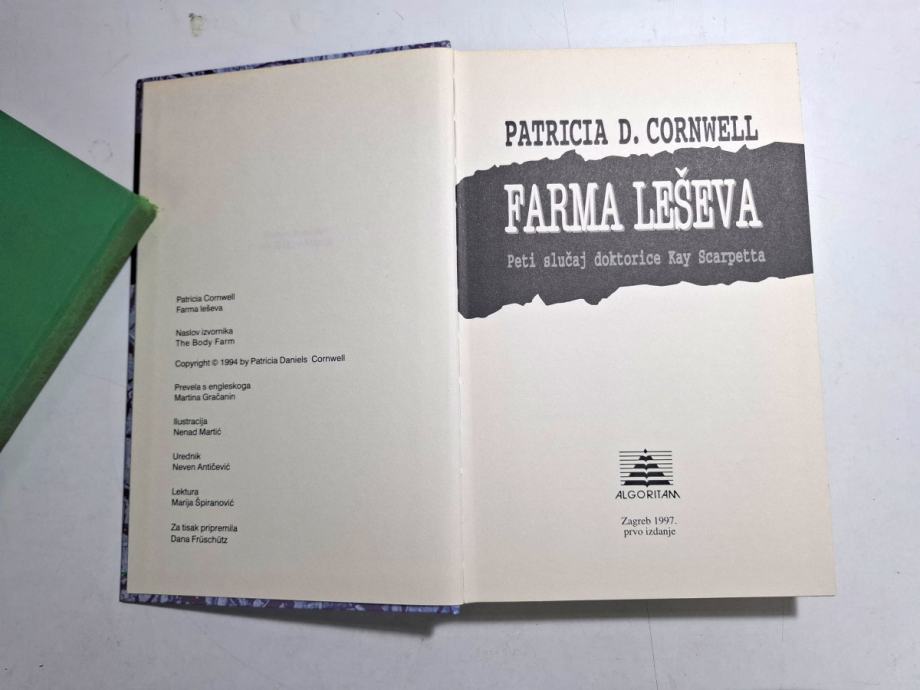 Patricia Cornwell
Farma leševa
Naslov izvornika
The Body Farm
Copyright © 1994 by Patricia Daniels Cornwell
Prevela s engleskoga
Martina Gračanin
Ilustracija
Nenad Martić
Urednik
Neven Antičević
Lektura
Marija Špiranović
Za tisak pripremila
Dana Früschütz
PATRICIA D. CORNWELL
FARMA LEŠEVA
Peti slučaj doktorice Kay Scarpetta
ALGORITAM
Zagreb 1997.
prvo izdanje